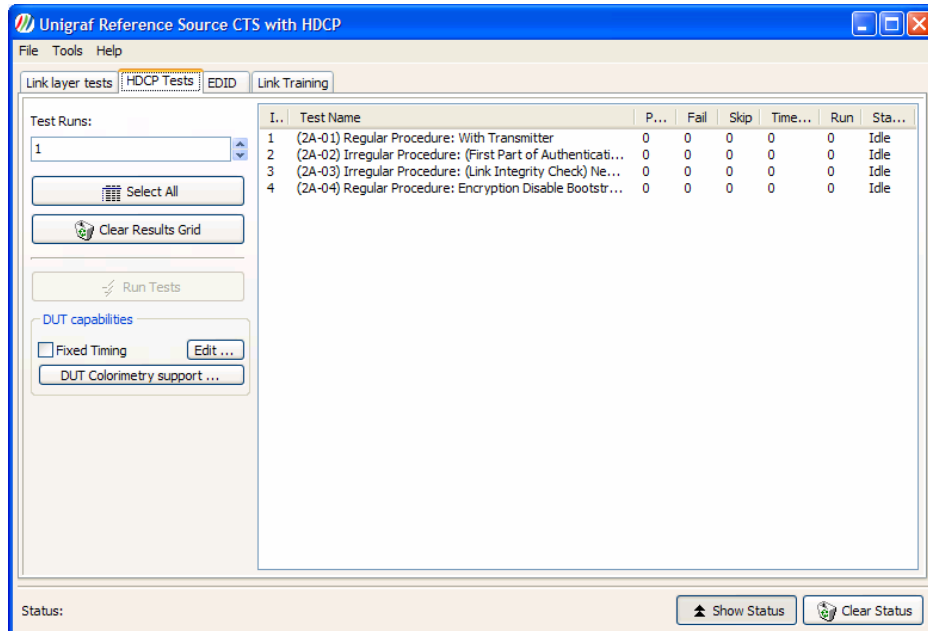 Unigraf Reference Source CTS with HDCP
File Tools Help
Link layer tests HDCP Tests EDID Link Training
Test Runs:
1
Select All
Clear Results Grid
Run Tests
DUT capabilities
Fixed Timing Edit ...
DUT Colorimetry support ...
I.. Test Name P... Fail Skip Time... Run Sta...
1 (2A-01) Regular Procedure: With Transmitter 0 0 0 0 0 Idle
2 (2A-02) Irregular Procedure: (First Part of Authenticati... 0 0 0 0 0 Idle
3 (2A-03) Irregular Procedure: (Link Integrity Check) Ne... 0 0 0 0 0 Idle
4 (2A-04) Regular Procedure: Encryption Disable Bootstr... 0 0 0 0 0 Idle
Status: Show Status Clear Status